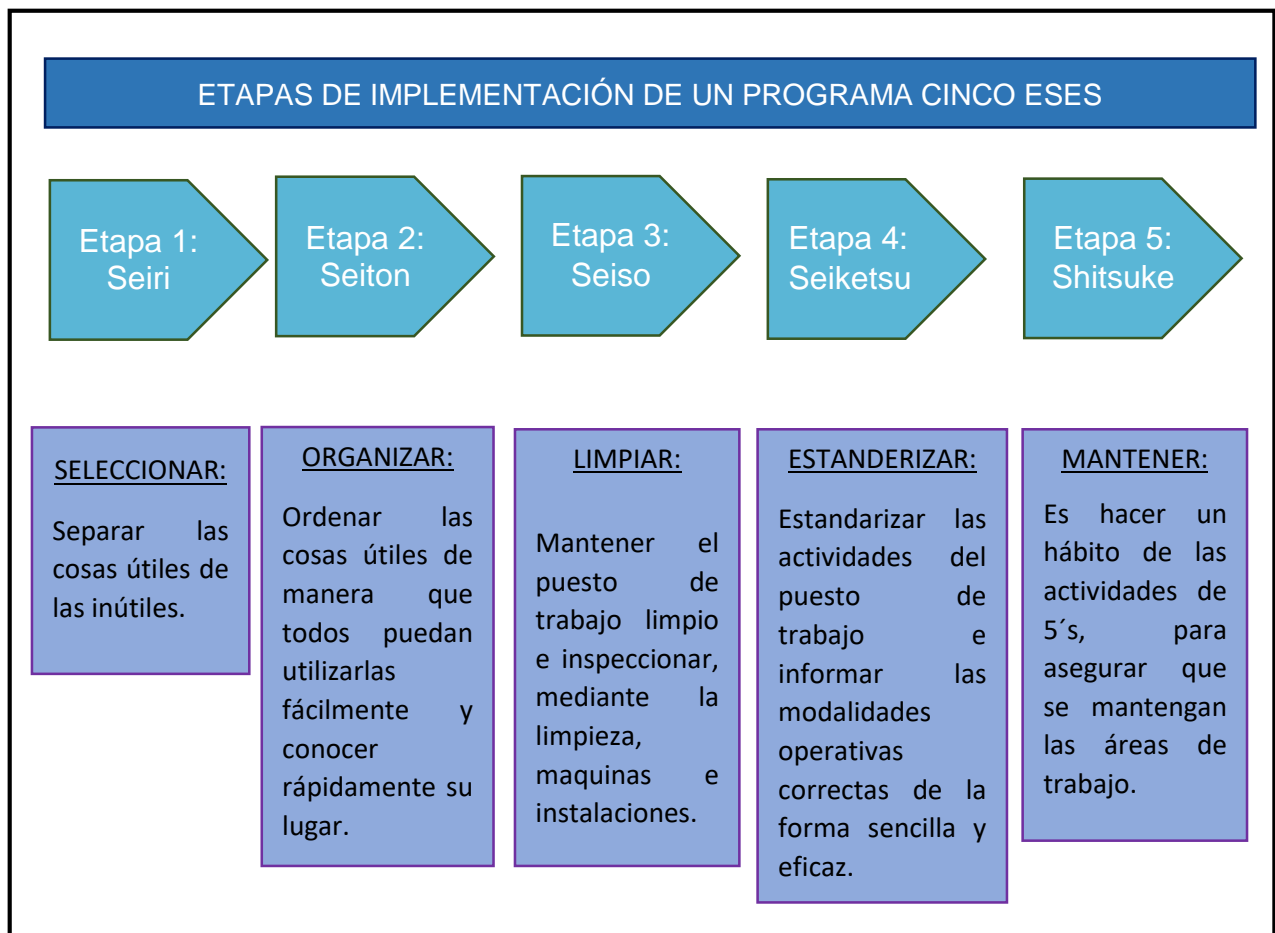 ETAPAS DE IMPLEMENTACIÓN DE UN PROGRAMA CINCO ESES
Etapa 1:
Seiri
Etapa 2:
Seiton
Etapa 3:
Seiso
Etapa 4:
Seiketsu
Etapa 5:
Shitsuke
SELECCIONAR:
Separar las
cosas útiles de
las inútiles.
ORGANIZAR:
Ordenar las
cosas útiles de
manera que
todos puedan
utilizarlas
fácilmente y
conocer
rápidamente su
lugar.
LIMPIAR:
Mantener el
puesto de
trabajo limpio
e inspeccionar,
mediante la
limpieza,
maquinas e
instalaciones.
ESTANDERIZAR:
Estandarizar las
actividades del
puesto de
trabajo e
informar las
modalidades
operativas
correctas de la
forma sencilla y
eficaz.
MANTENER:
Es hacer un
hábito de las
actividades de
5´s, para
asegurar que
se mantengan
las áreas de
trabajo.